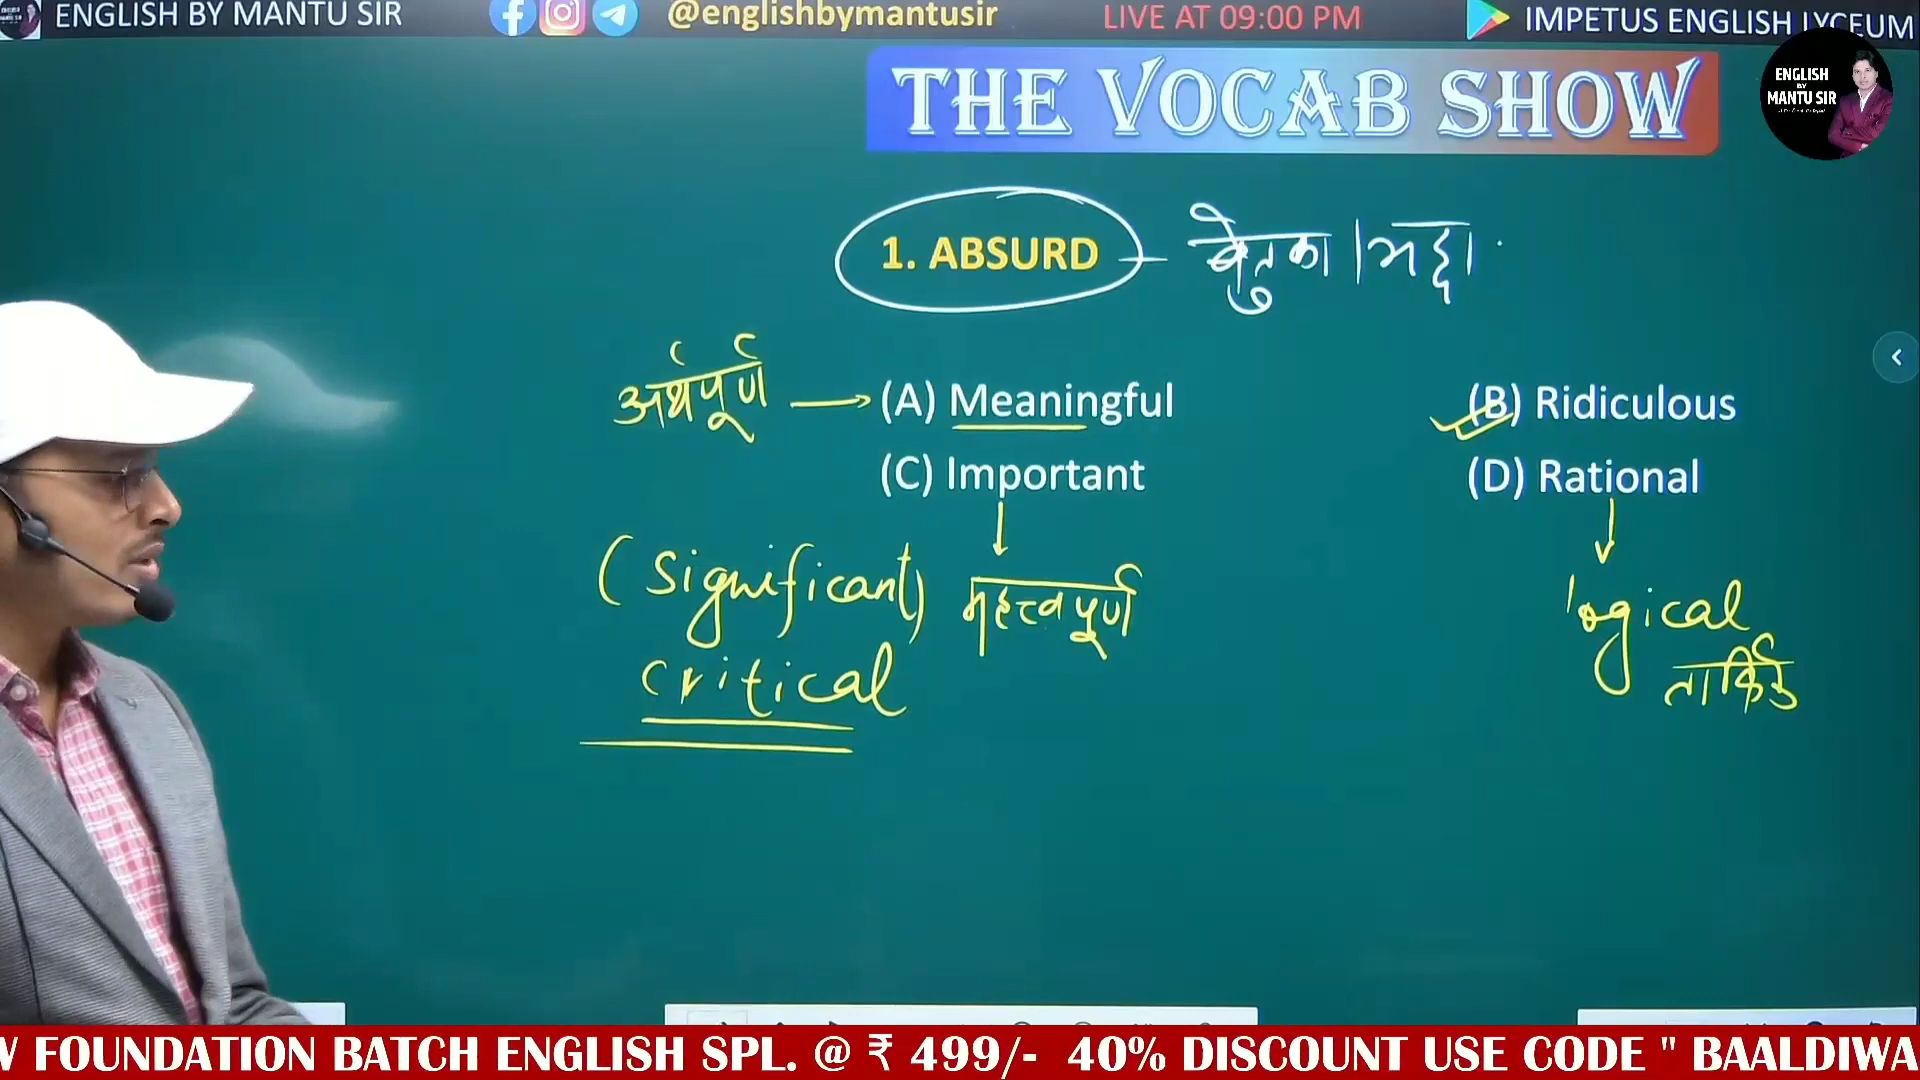 ENGLISH BY MANTU SIR
@englishbymantusir
LIVE AT 09:00 PM
IMPETUS ENGLISH LYCEUM
THE VOCAB SHOW
ENGLISH
BY
MANTU SIR
1. ABSURD – बेतुका | भद्दा
अर्थपूर्ण → (A) Meaningful
(B) Ridiculous
(C) Important
(D) Rational
(Significant) महत्त्वपूर्ण
critical
logical
तार्किक
FOUNDATION BATCH ENGLISH SPL. @ ₹ 499/- 40% DISCOUNT USE CODE " BAALDIWA